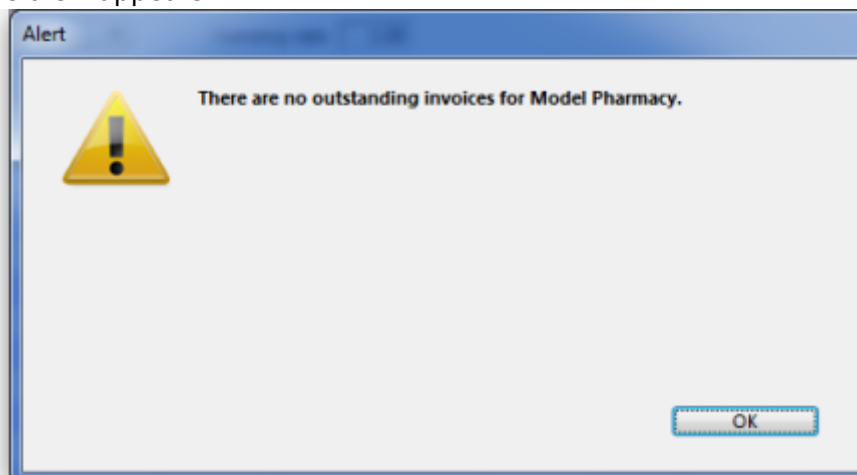 Alert
There are no outstanding invoices for Model Pharmacy.
OK